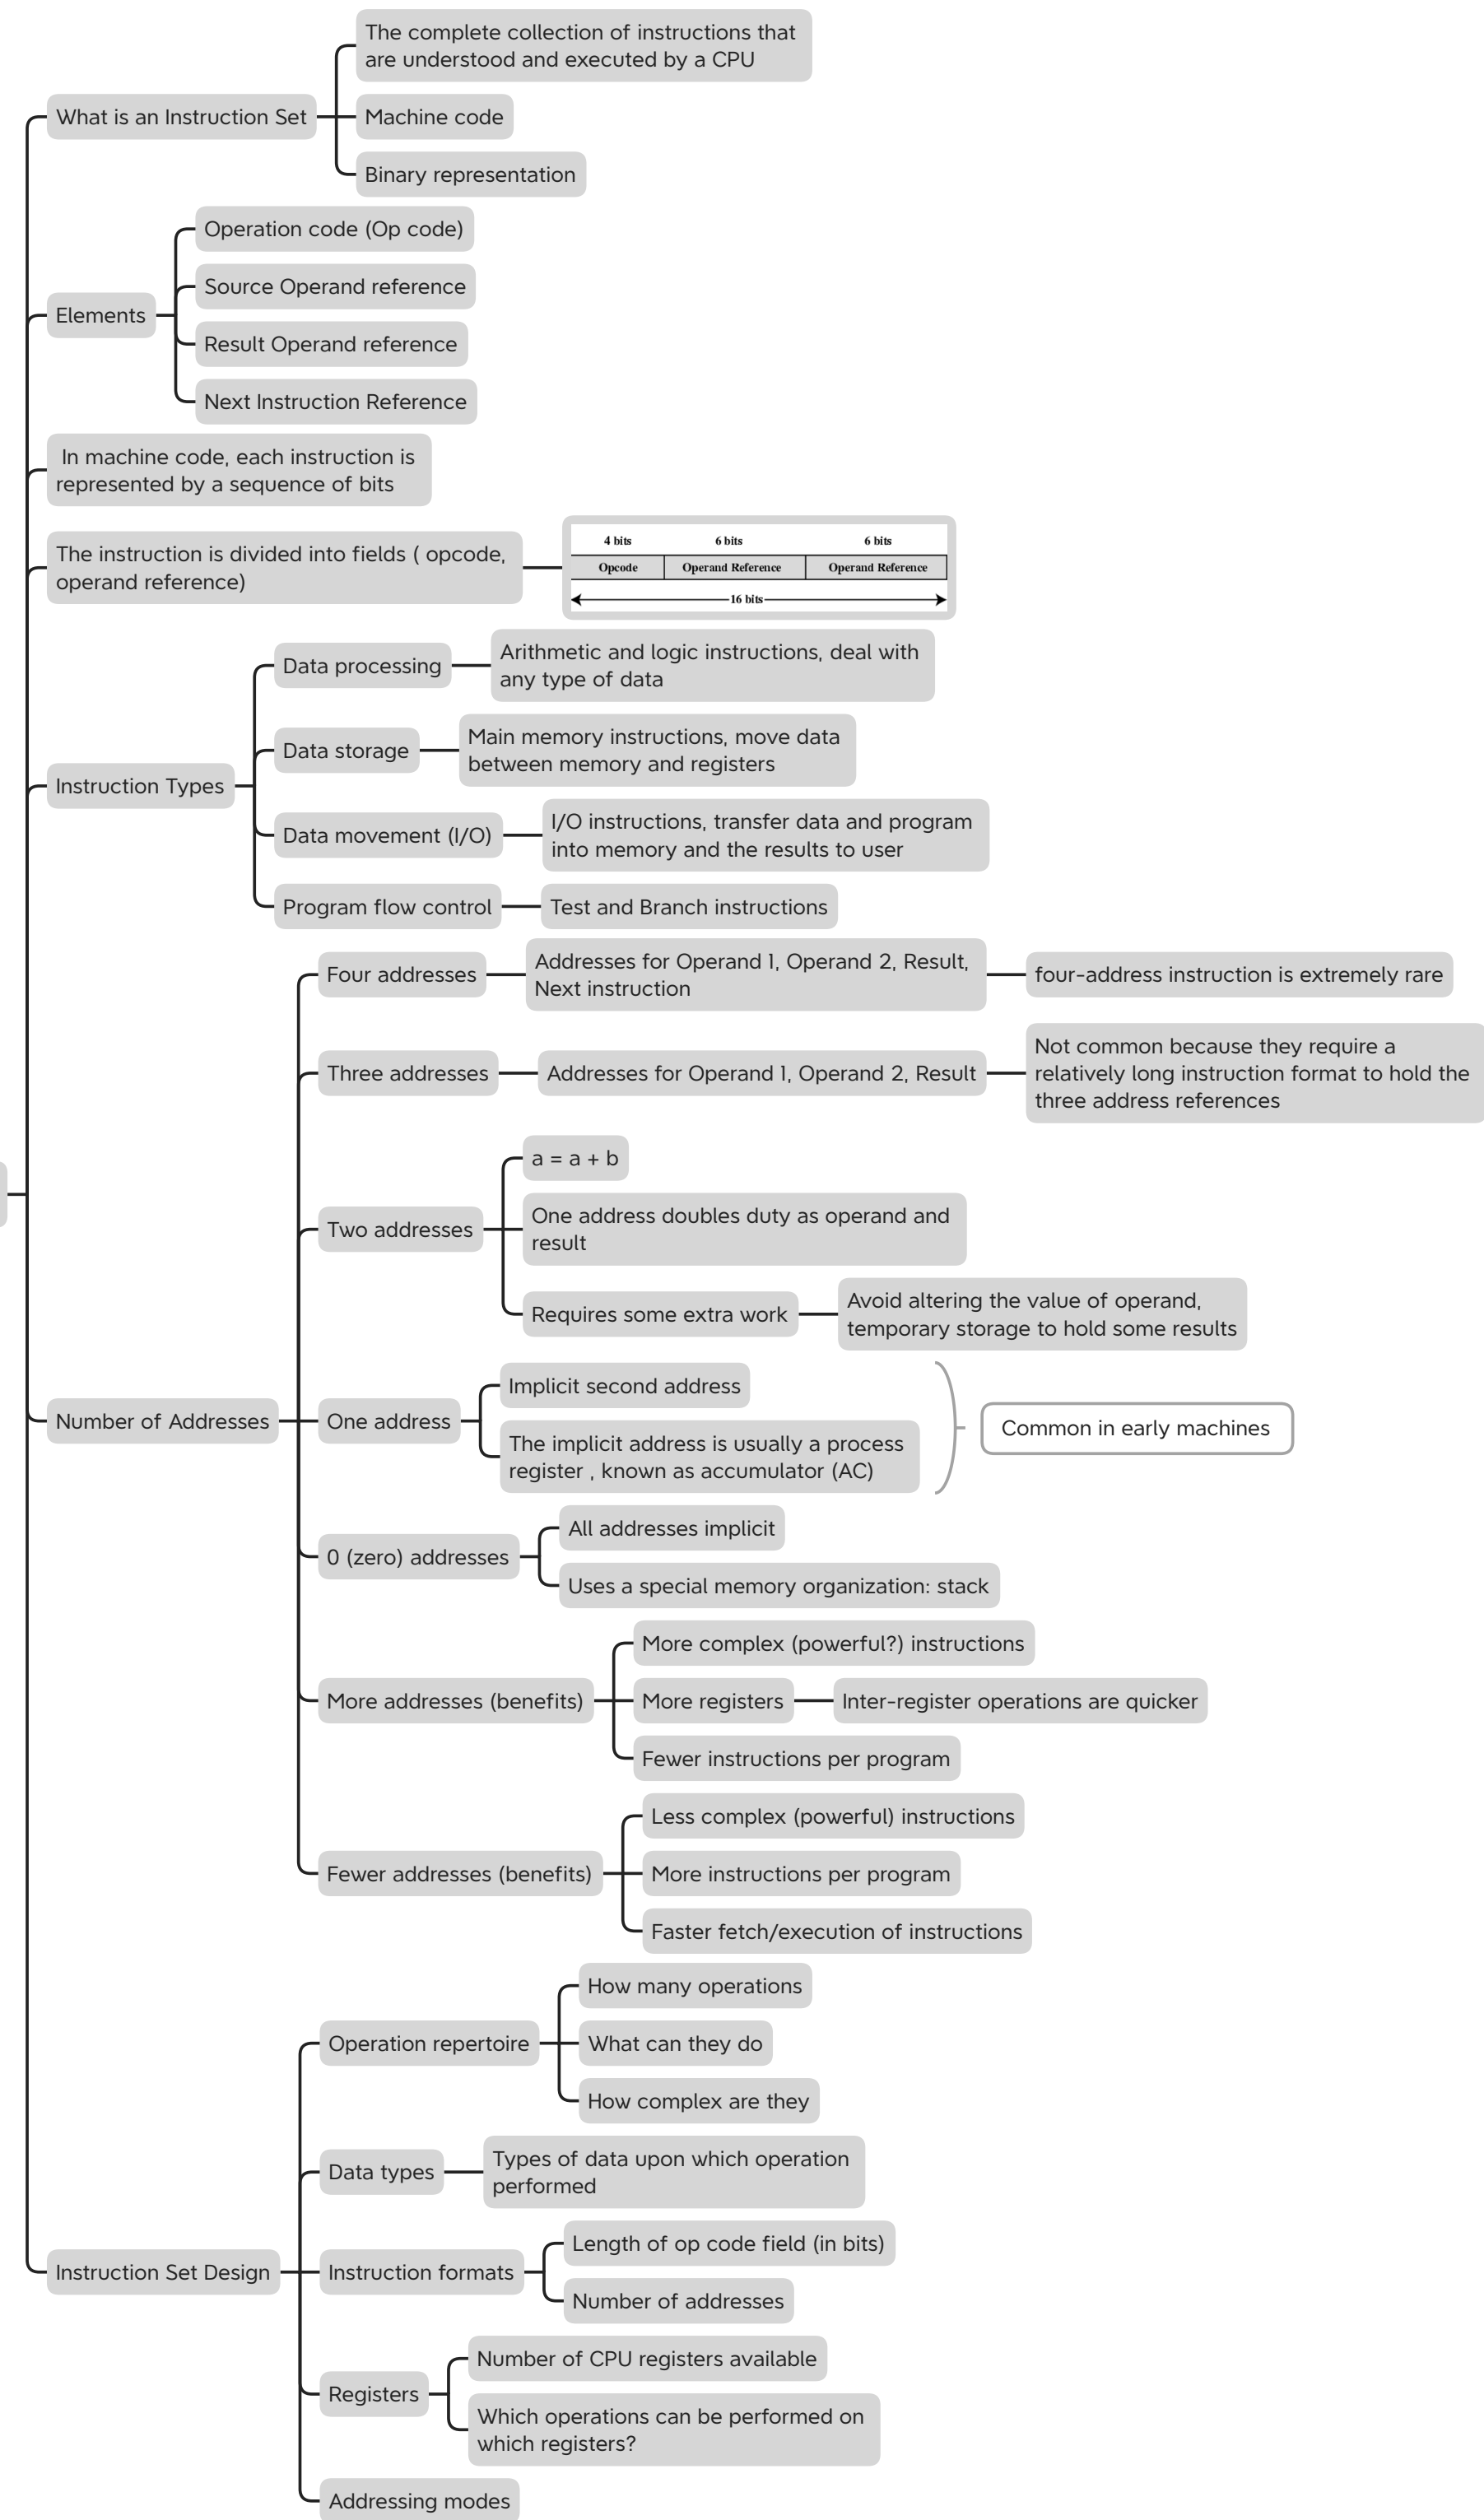 The complete collection of instructions that
are understood and executed by a CPU
What is an Instruction Set
Machine code
Binary representation
Operation code (Op code)
Source Operand reference
Elements
Result Operand reference
Next Instruction Reference
In machine code, each instruction is
represented by a sequence of bits
The instruction is divided into fields ( opcode,
operand reference)
4 bits 6 bits 6 bits
Opcode Operand Reference Operand Reference
16 bits
Instruction Types
Data processing
Arithmetic and logic instructions, deal with
any type of data
Data storage
Main memory instructions, move data
between memory and registers
Data movement (I/O)
I/O instructions, transfer data and program
into memory and the results to user
Program flow control
Test and Branch instructions
Number of Addresses
Four addresses
Addresses for Operand 1, Operand 2, Result,
Next instruction
four-address instruction is extremely rare
Three addresses
Addresses for Operand 1, Operand 2, Result
Not common because they require a
relatively long instruction format to hold the
three address references
Two addresses
a = a + b
One address doubles duty as operand and
result
Requires some extra work
Avoid altering the value of operand,
temporary storage to hold some results
One address
Implicit second address
The implicit address is usually a process
register , known as accumulator (AC)
Common in early machines
0 (zero) addresses
All addresses implicit
Uses a special memory organization: stack
More addresses (benefits)
More complex (powerful?) instructions
More registers
Inter-register operations are quicker
Fewer instructions per program
Fewer addresses (benefits)
Less complex (powerful) instructions
More instructions per program
Faster fetch/execution of instructions
Instruction Set Design
Operation repertoire
How many operations
What can they do
How complex are they
Data types
Types of data upon which operation
performed
Instruction formats
Length of op code field (in bits)
Number of addresses
Registers
Number of CPU registers available
Which operations can be performed on
which registers?
Addressing modes